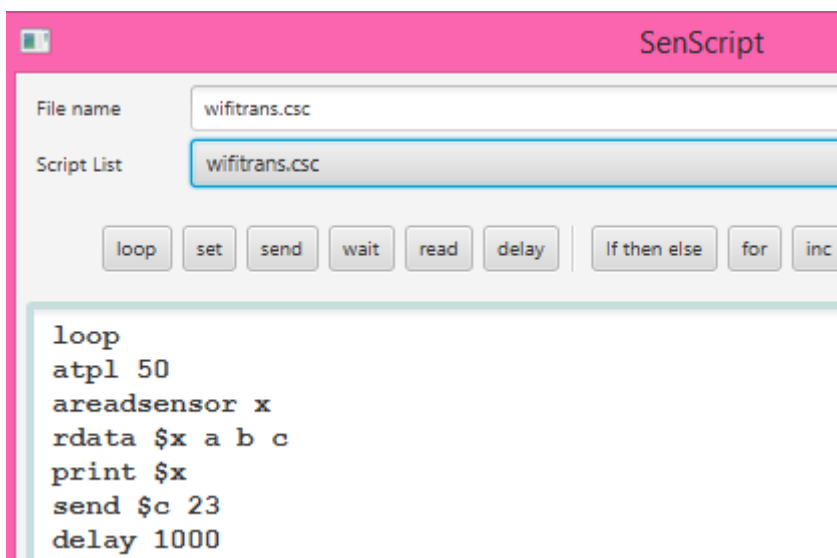 SenScript
File name wifitrans.csc
Script List wifitrans.csc
loop set send wait read delay If then else for inc
loop
atpl 50
areadsensor x
rdata $x a b c
print $x
send $c 23
delay 1000